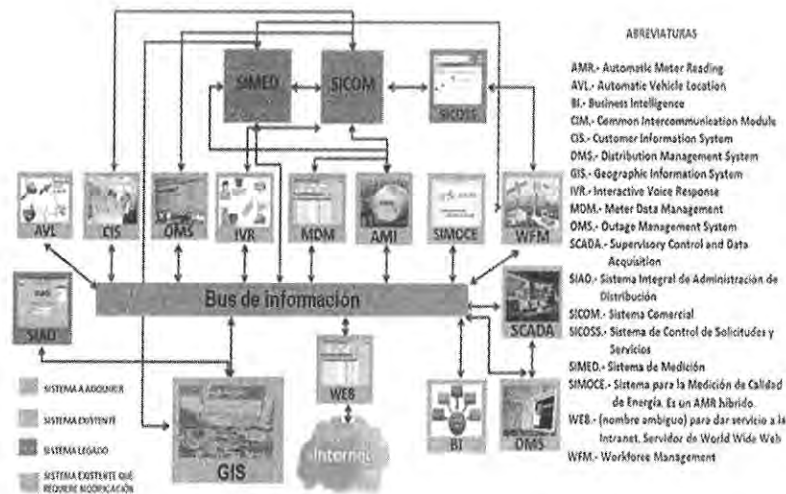 SIMED
SICOM
SICOSS
AVL
CIS
OMS
IVR
MDM
AMI
SIMOCE
WFM
Bus de información
SIAD
SCADA
WEB
GIS
Internet
BI
SISTEMA A ADQUIRIR
SISTEMA EXISTENTE
SISTEMA LEGADO
SISTEMA EXISTENTE QUE
REQUIERE MODIFICACIÓN
ABREVIATURAS
AMR.- Automatic Meter Reading
AVL.- Automatic Vehicle Location
BI.- Business Intelligence
CIM.- Common Intercommunication Module
CIS.- Customer Information System
DMS.- Distribution Management System
GIS.- Geographic Information System
IVR.- Interactive Voice Response
MDM.- Meter Data Management
OMS.- Outage Management System
SCADA.- Supervisory Control and Data
Acquisition
SIAD.- Sistema Integral de Administración de
Distribución
SICOM.- Sistema Comercial
SICOSS.- Sistema de Control de Solicitudes y
Servicios
SIMED.- Sistema de Medición
SIMOCE.- Sistema para la Medición de Calidad
de Energía. Es un AMR híbrido.
WEB.- (nombre ambiguo) para dar servicio a la
Intranet. Servidor de World Wide Web
WFM.- Workforce Management